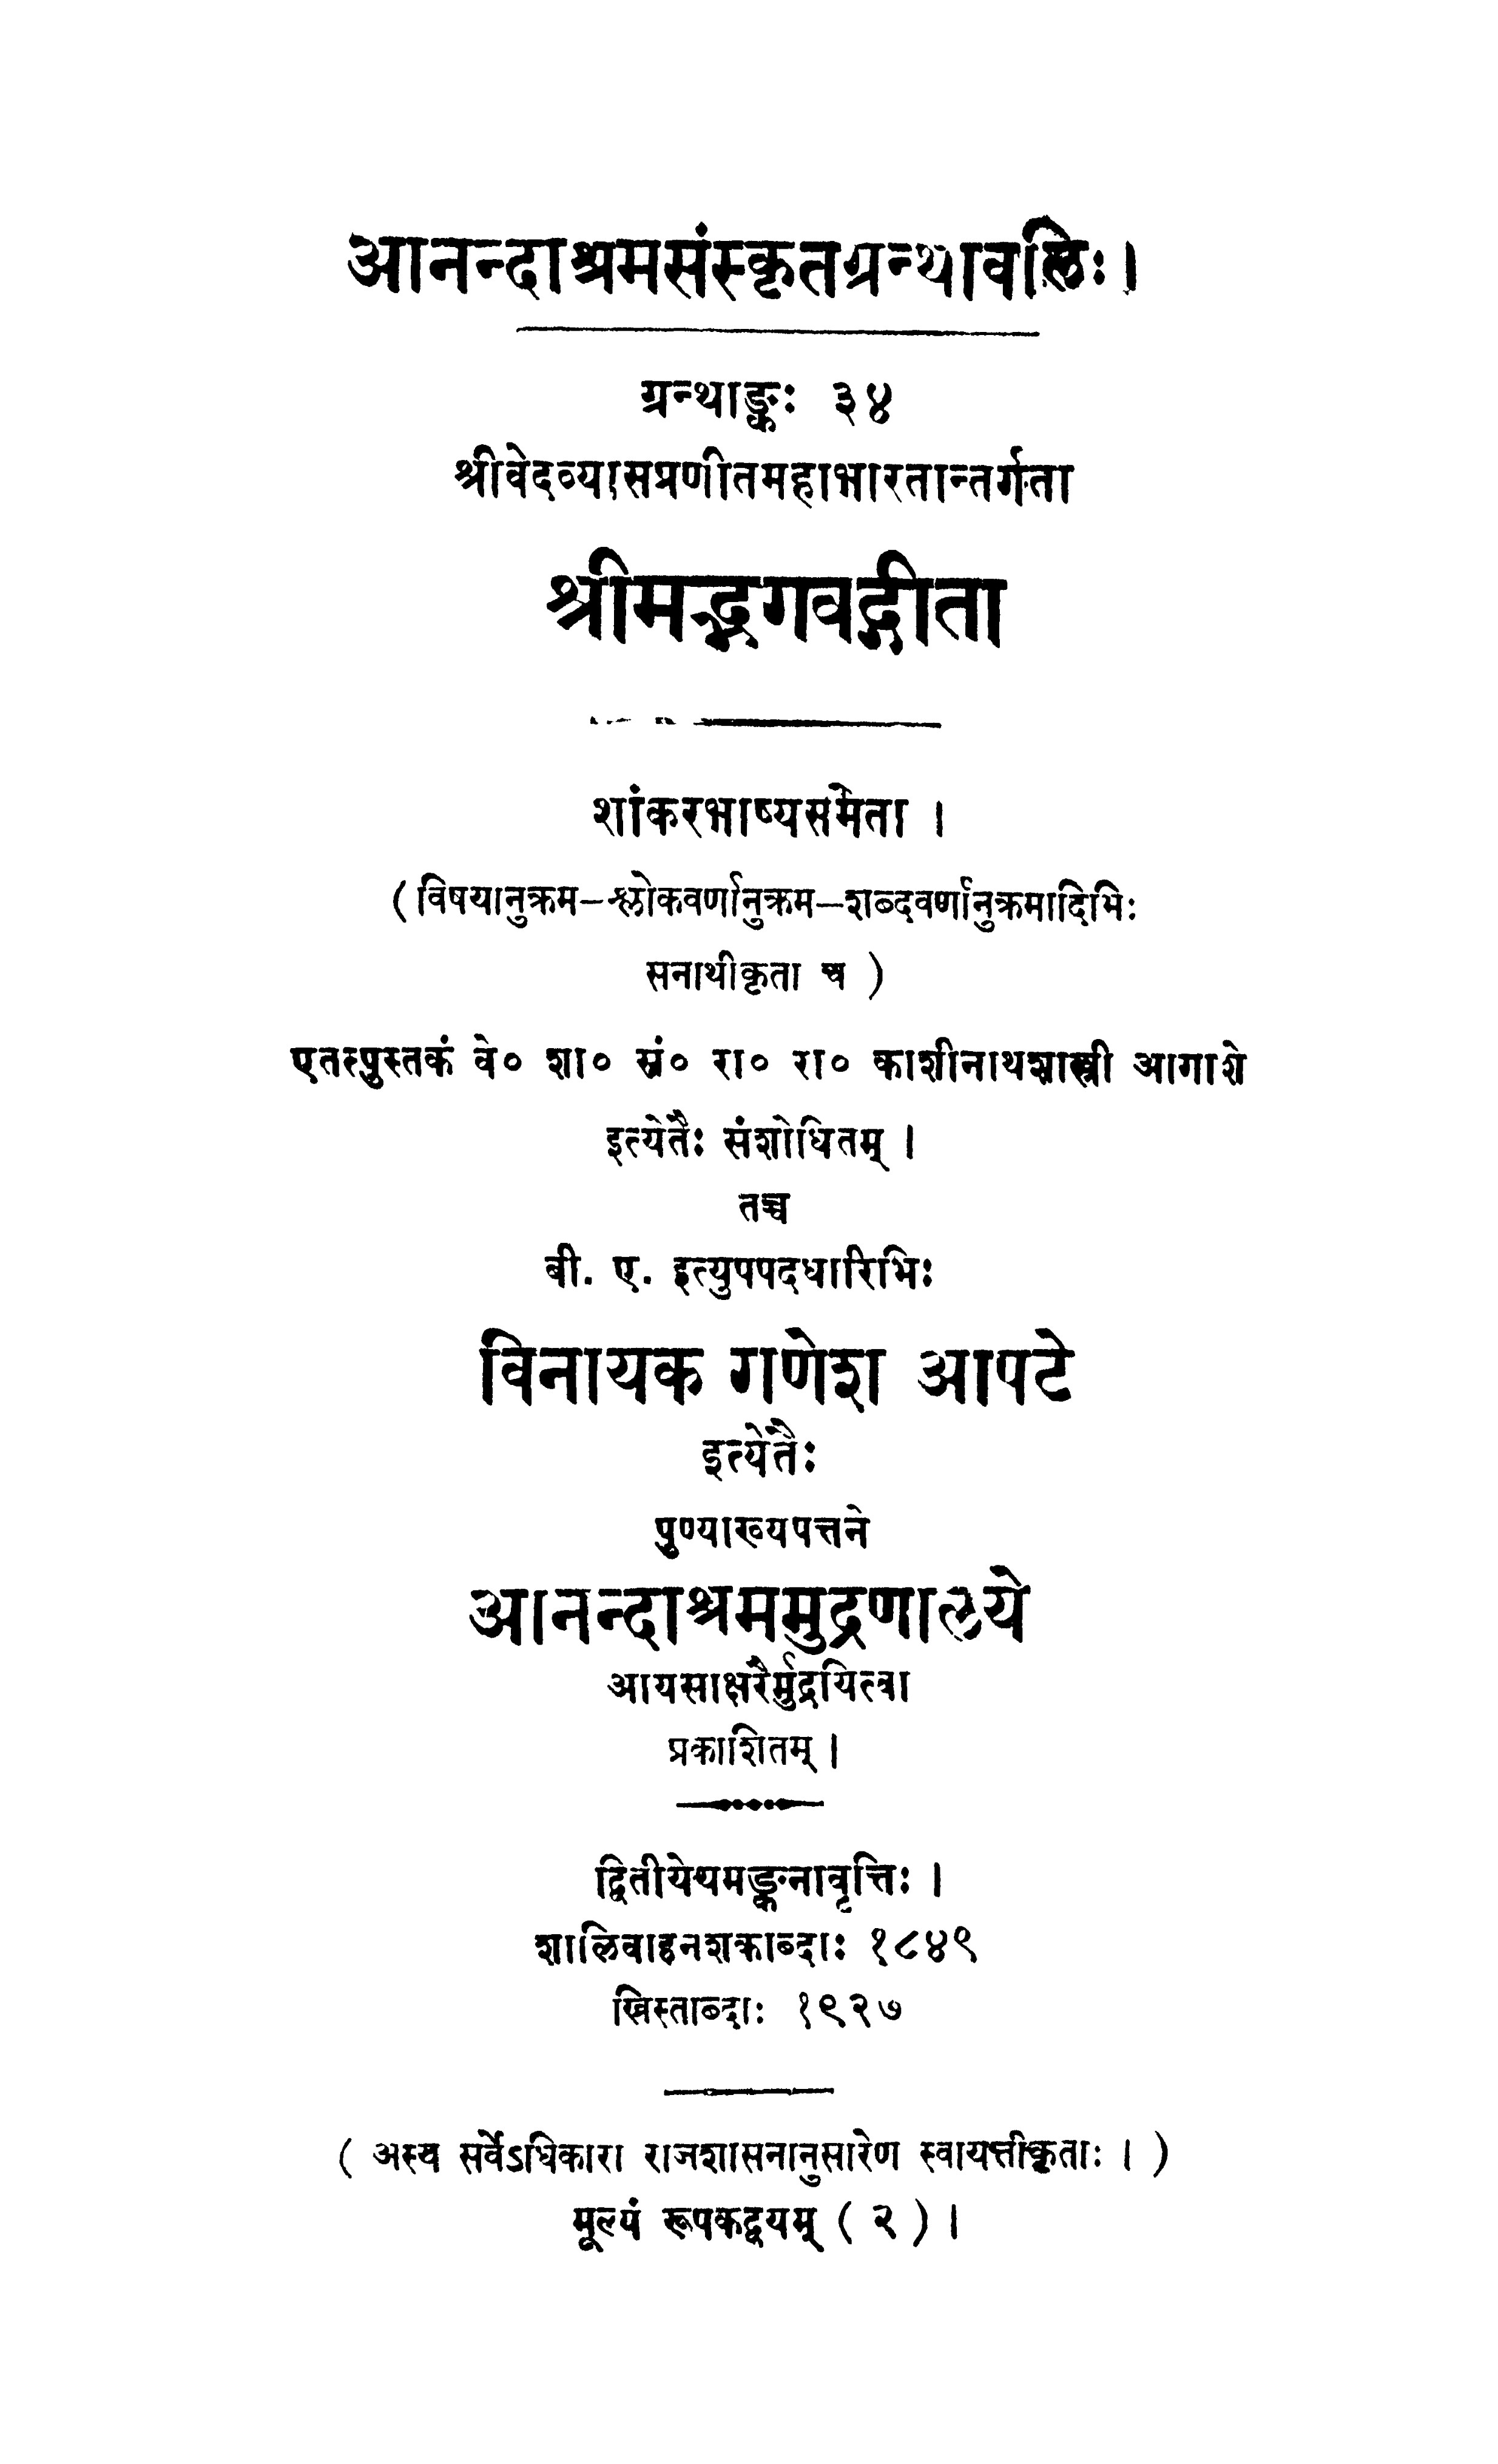 आनन्दाश्रमसंस्कृतग्रन्थावलिः।
ग्रन्थाङ्कः ३४
श्रीवेदव्यासप्रणीतमहाभारतान्तर्गता
श्रीमद्भगवद्गीता
शांकरभाष्यसमेता ।
( विषयानुक्रम–श्लोकवर्णानुक्रम–शब्दवर्णानुक्रमादिभिः
सनाथीकृता च )
एतत्पुस्तकं वे० शा० सं० रा० रा० काशीनाथशास्त्री आगाशे
इत्येतैः संशोधितम् ।
तच्च
बी. ए. इत्युपपदधारिभिः
विनायक गणेश आपटे
इत्येतैः
पुण्याख्यपत्तने
आनन्दाश्रममुद्रणालये
आयसाक्षरैर्मुद्रयित्वा
प्रकाशितम् ।
द्वितीयेयमङ्कनावृत्तिः ।
शालिवाहनशकाब्दाः १८४९
ख्रिस्ताब्दाः १९२७
( अस्य सर्वेऽधिकारा राजशासनानुसारेण स्वायत्तीकृताः । )
मूल्यं रूपकद्वयम् ( २ ) ।